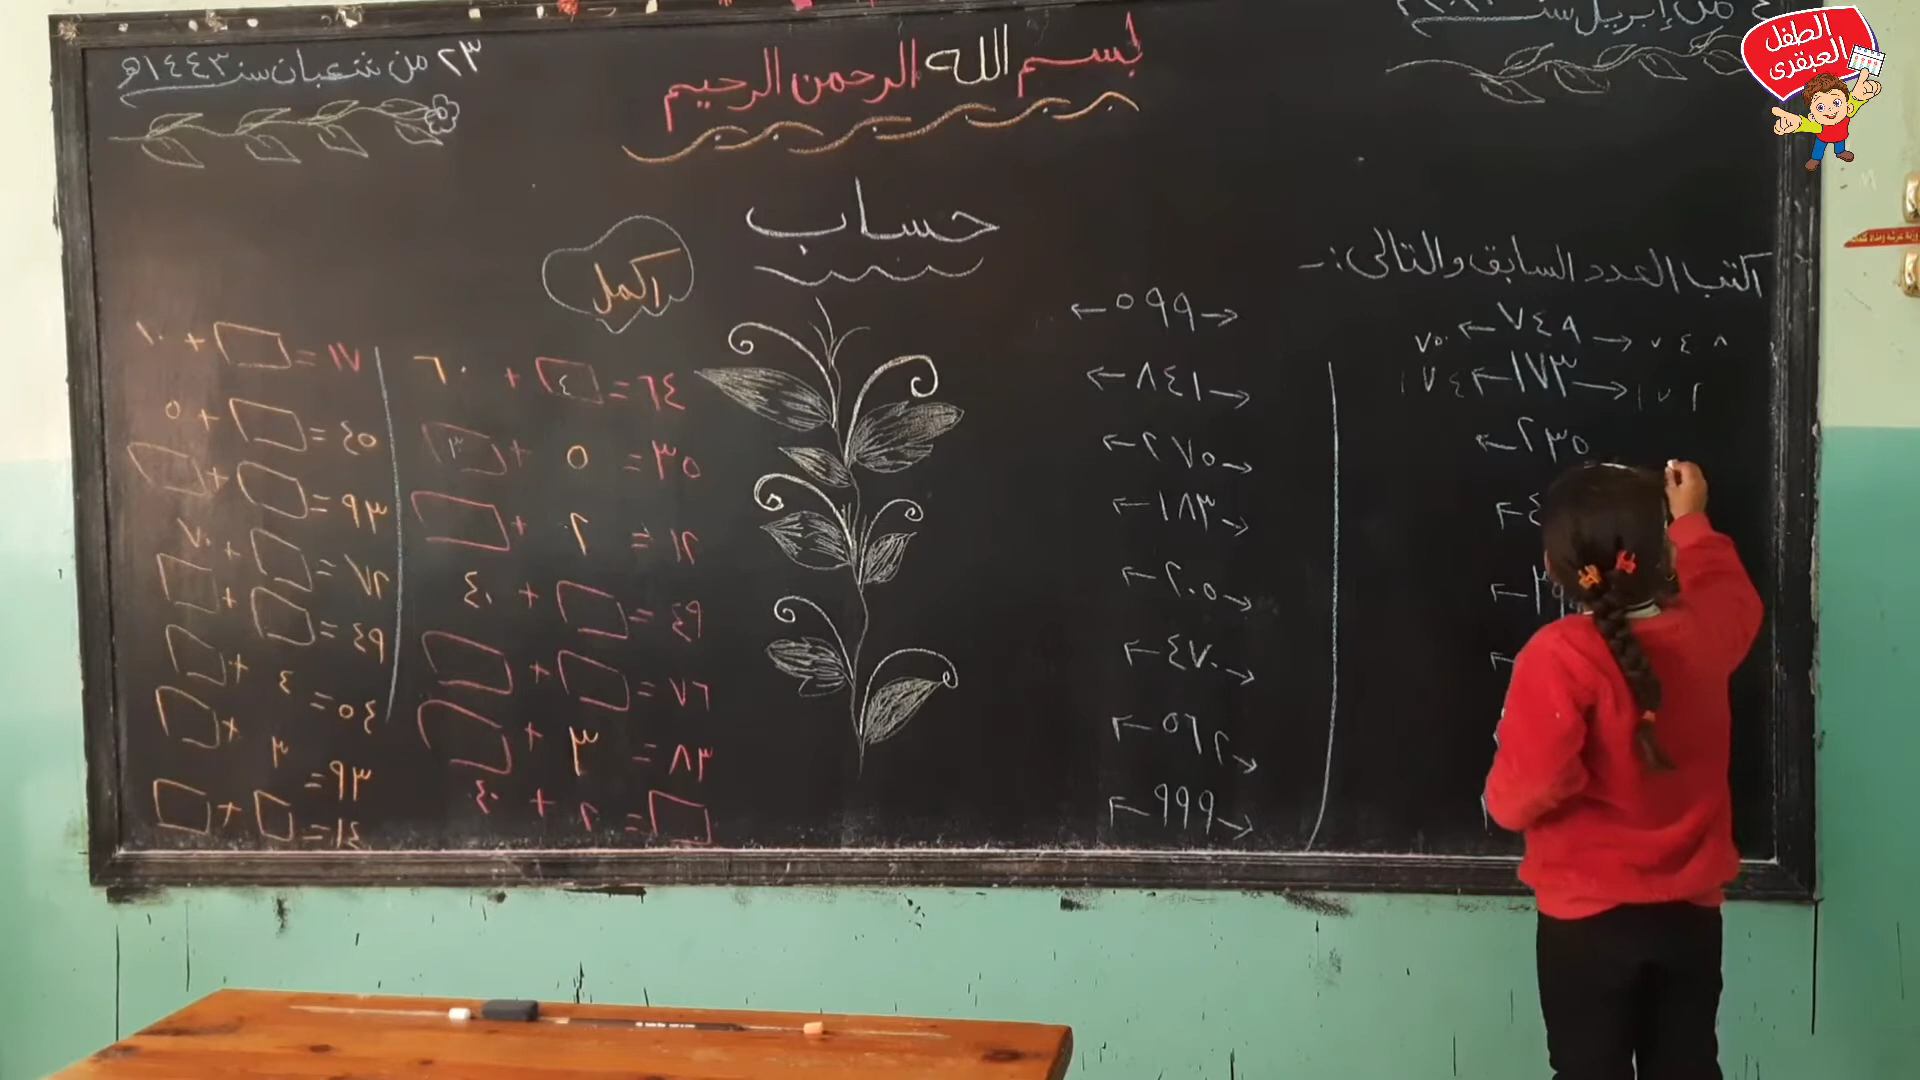 الطفل
العبقرى
بسم الله الرحمن الرحيم
٢٣ من شعبان سنة ١٤٤٣هـ
حساب
اكتب العدد السابق والتالى :-
٧٥٠ ← ٧٤٩ → ٧٤٨
١٧٤ ← ١٧٣ → ١٧٢
← ٢٣٥
← ٥٩٩ →
← ٨٤١ →
← ٢٧٥ →
← ١٨٣ →
← ٢٠٥ →
← ٤٧٠ →
← ٥٦٢ →
← ٩٩٩ →
اكمل
٦٤ = ٤ + ٦٠
٣٥ = ٥ + ٣
١٢ = ٢ +
٤٩ = + ٤٠
٧٦ = +
٨٣ = ٣ +
= ٢ + ٤٠
١٧ = + ١٠
٤٥ = + ٥
٩٣ = +
٧٢ = + ٧٠
٤٩ = +
٥٤ = ٤ +
٩٣ = ٣ +
١٤ = +